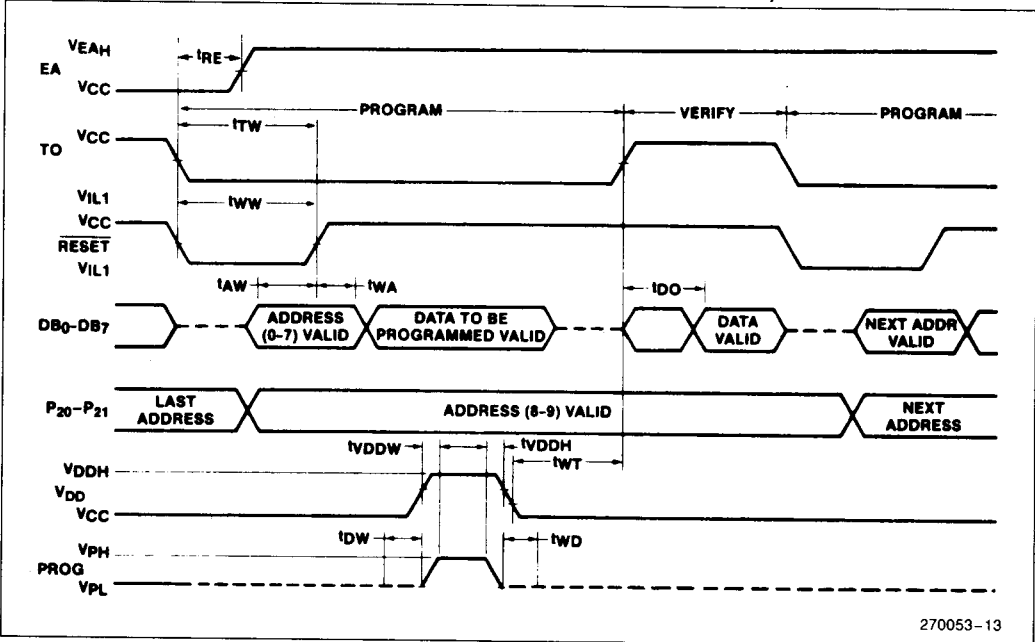 VEAH
EA
VCC
tRE
PROGRAM
VERIFY
PROGRAM
tTW
VCC
TO
VIL1
tWW
VCC
RESET
VIL1
tAW
tWA
tDO
DB0-DB7
ADDRESS
(0-7) VALID
DATA TO BE
PROGRAMMED VALID
DATA
VALID
NEXT ADDR
VALID
P20-P21
LAST
ADDRESS
ADDRESS (8-9) VALID
NEXT
ADDRESS
tVDDW
tVDDH
tWT
VDDH
VDD
VCC
tDW
tWD
VPH
PROG
VPL
270053-13